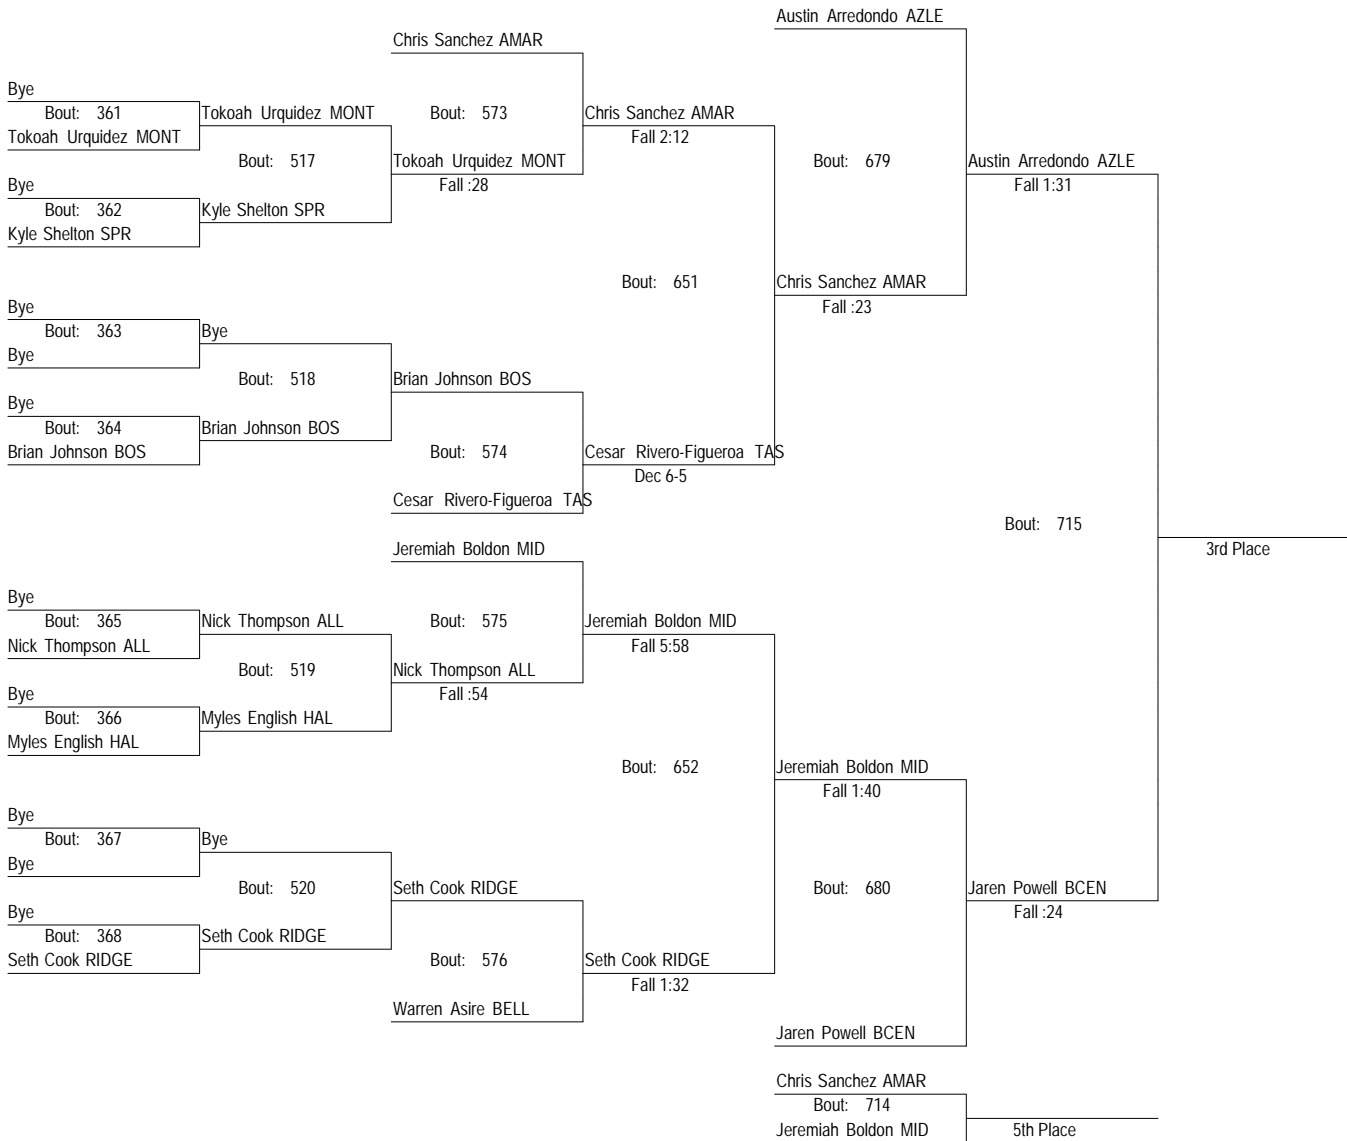 Austin Arredondo AZLE
Chris Sanchez AMAR
Bye
Bout: 361
Tokoah Urquidez MONT
Bout: 573
Chris Sanchez AMAR
Tokoah Urquidez MONT
Fall 2:12
Bout: 517
Tokoah Urquidez MONT
Bout: 679
Austin Arredondo AZLE
Bye
Fall :28
Fall 1:31
Bout: 362
Kyle Shelton SPR
Kyle Shelton SPR
Bout: 651
Chris Sanchez AMAR
Bye
Fall :23
Bout: 363
Bye
Bye
Bout: 518
Brian Johnson BOS
Bye
Bout: 364
Brian Johnson BOS
Brian Johnson BOS
Bout: 574
Cesar Rivero-Figueroa TAS
Dec 6-5
Cesar Rivero-Figueroa TAS
Bout: 715
Jeremiah Boldon MID
3rd Place
Bye
Bout: 365
Nick Thompson ALL
Bout: 575
Jeremiah Boldon MID
Nick Thompson ALL
Fall 5:58
Bout: 519
Nick Thompson ALL
Bye
Fall :54
Bout: 366
Myles English HAL
Myles English HAL
Bout: 652
Jeremiah Boldon MID
Fall 1:40
Bye
Bout: 367
Bye
Bye
Bout: 520
Seth Cook RIDGE
Bout: 680
Jaren Powell BCEN
Bye
Fall :24
Bout: 368
Seth Cook RIDGE
Seth Cook RIDGE
Bout: 576
Seth Cook RIDGE
Fall 1:32
Warren Asire BELL
Jaren Powell BCEN
Chris Sanchez AMAR
Bout: 714
Jeremiah Boldon MID
5th Place